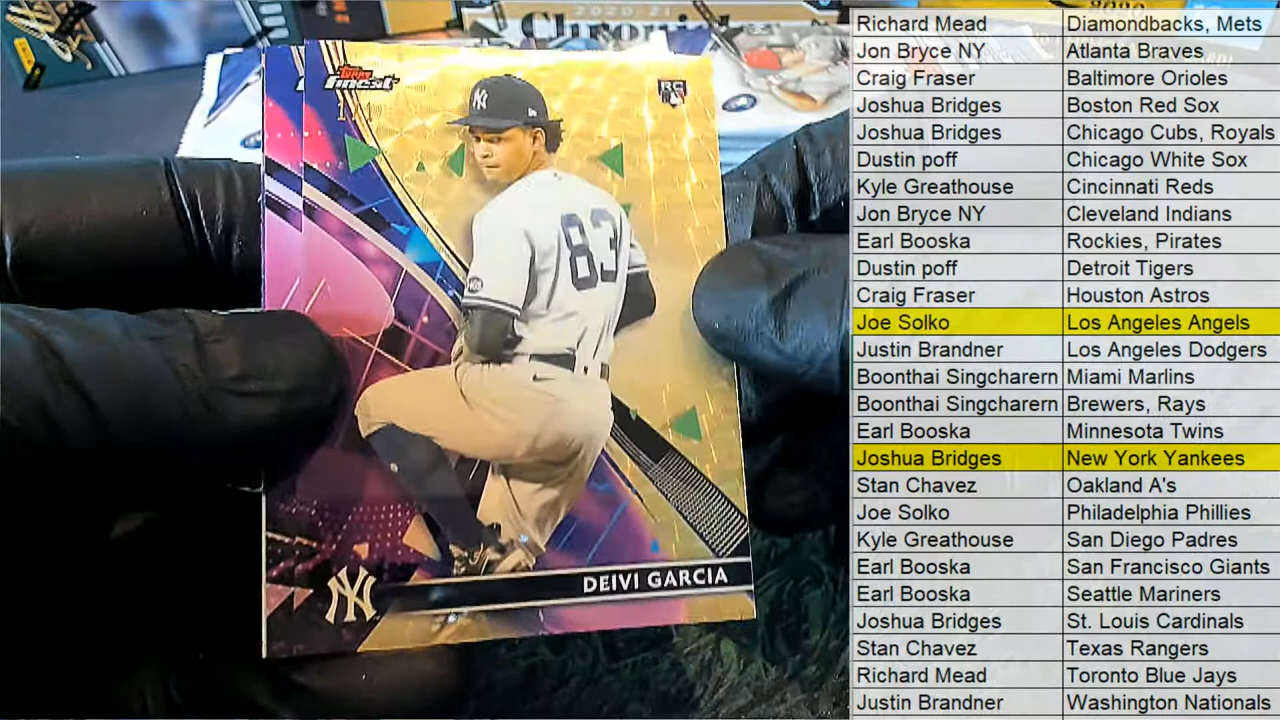 2020-21
Chronicles
Topps
finest
RC
1/1
NY
83
NY
DEIVI GARCIA
Richard Mead Diamondbacks, Mets
Jon Bryce NY Atlanta Braves
Craig Fraser Baltimore Orioles
Joshua Bridges Boston Red Sox
Joshua Bridges Chicago Cubs, Royals
Dustin poff Chicago White Sox
Kyle Greathouse Cincinnati Reds
Jon Bryce NY Cleveland Indians
Earl Booska Rockies, Pirates
Dustin poff Detroit Tigers
Craig Fraser Houston Astros
Joe Solko Los Angeles Angels
Justin Brandner Los Angeles Dodgers
Boonthai Singcharern Miami Marlins
Boonthai Singcharern Brewers, Rays
Earl Booska Minnesota Twins
Joshua Bridges New York Yankees
Stan Chavez Oakland A's
Joe Solko Philadelphia Phillies
Kyle Greathouse San Diego Padres
Earl Booska San Francisco Giants
Earl Booska Seattle Mariners
Joshua Bridges St. Louis Cardinals
Stan Chavez Texas Rangers
Richard Mead Toronto Blue Jays
Justin Brandner Washington Nationals